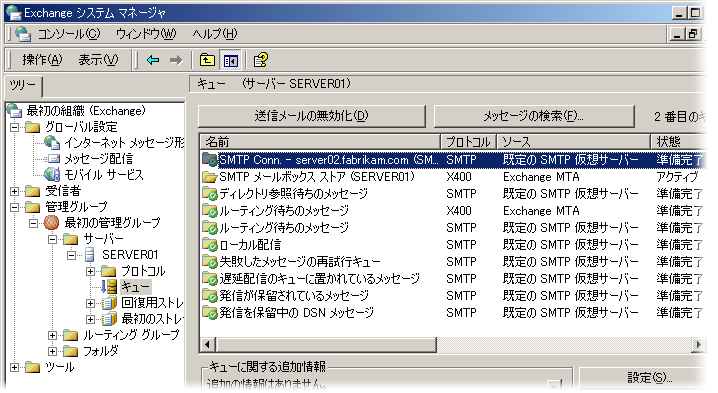 Exchange システム マネージャ
コンソール(C) ウィンドウ(W) ヘルプ(H)
操作(A) 表示(V)
ツリー
キュー (サーバー SERVER01)
最初の組織 (Exchange)
グローバル設定
インターネット メッセージ形
メッセージ配信
モバイル サービス
受信者
管理グループ
最初の管理グループ
サーバー
SERVER01
プロトコル
キュー
回復用ストレ
最初のストレ
ルーティング グループ
フォルダ
ツール
送信メールの無効化(D) メッセージの検索(F)... 2 番目のキ
名前 プロトコル ソース 状態
SMTP Conn. - server02.fabrikam.com (SM... SMTP 既定の SMTP 仮想サーバー 準備完了
SMTP メールボックス ストア (SERVER01) X400 Exchange MTA アクティブ
ディレクトリ参照待ちのメッセージ SMTP 既定の SMTP 仮想サーバー 準備完了
ルーティング待ちのメッセージ X400 Exchange MTA 準備完了
ルーティング待ちのメッセージ SMTP 既定の SMTP 仮想サーバー 準備完了
ローカル配信 SMTP 既定の SMTP 仮想サーバー 準備完了
失敗したメッセージの再試行キュー SMTP 既定の SMTP 仮想サーバー 準備完了
遅延配信のキューに置かれているメッセージ SMTP 既定の SMTP 仮想サーバー 準備完了
発信が保留されているメッセージ SMTP 既定の SMTP 仮想サーバー 準備完了
発信を保留中の DSN メッセージ SMTP 既定の SMTP 仮想サーバー 準備完了
キューに関する追加情報
追加の情報はありません。
設定(S)...